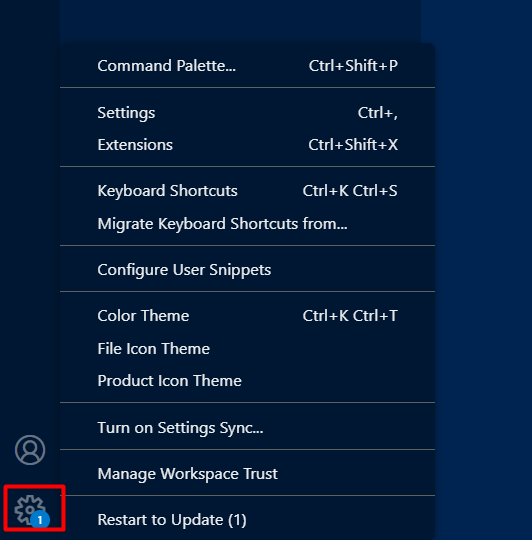 Command Palette... Ctrl+Shift+P
Settings Ctrl+,
Extensions Ctrl+Shift+X
Keyboard Shortcuts Ctrl+K Ctrl+S
Migrate Keyboard Shortcuts from...
Configure User Snippets
Color Theme Ctrl+K Ctrl+T
File Icon Theme
Product Icon Theme
Turn on Settings Sync...
Manage Workspace Trust
1
Restart to Update (1)